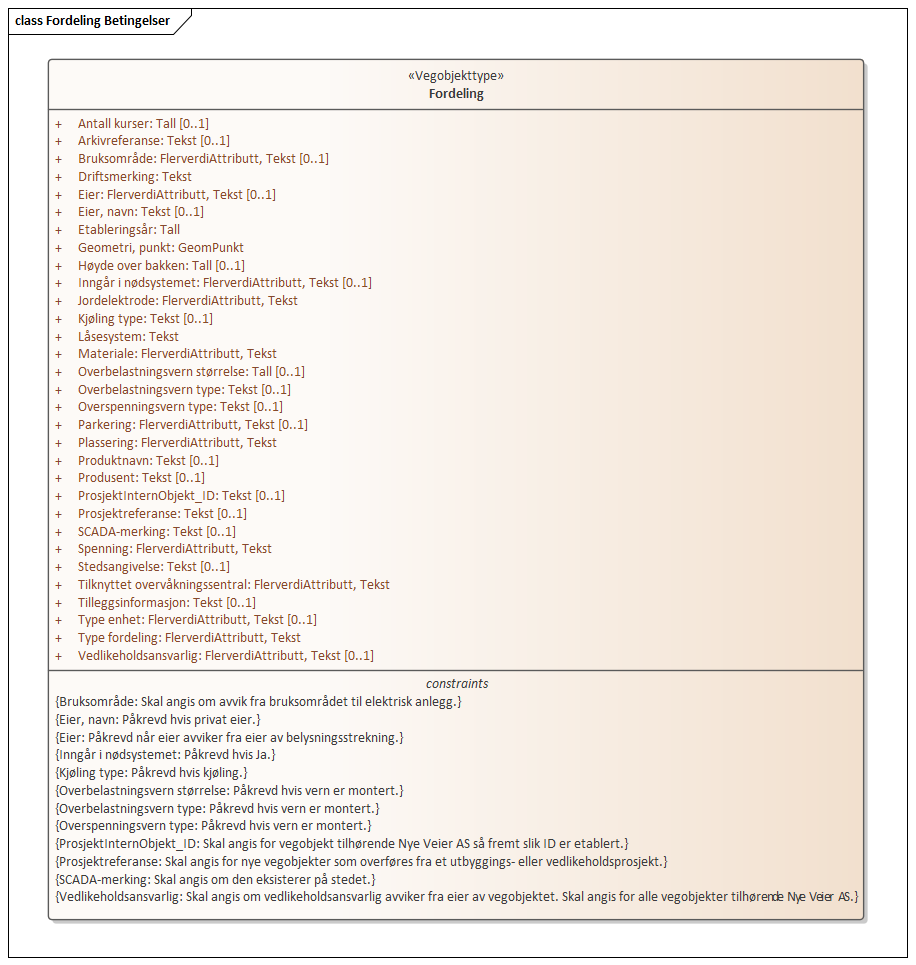 class Fordeling Betingelser
«Vegobjekttype»
Fordeling
+ Antall kurser: Tall [0..1]
+ Arkivreferanse: Tekst [0..1]
+ Bruksområde: FlerverdiAttributt, Tekst [0..1]
+ Driftsmerking: Tekst
+ Eier: FlerverdiAttributt, Tekst [0..1]
+ Eier, navn: Tekst [0..1]
+ Etableringsår: Tall
+ Geometri, punkt: GeomPunkt
+ Høyde over bakken: Tall [0..1]
+ Inngår i nødsystemet: FlerverdiAttributt, Tekst [0..1]
+ Jordelektrode: FlerverdiAttributt, Tekst
+ Kjøling type: Tekst [0..1]
+ Låsesystem: Tekst
+ Materiale: FlerverdiAttributt, Tekst
+ Overbelastningsvern størrelse: Tall [0..1]
+ Overbelastningsvern type: Tekst [0..1]
+ Overspenningsvern type: Tekst [0..1]
+ Parkering: FlerverdiAttributt, Tekst [0..1]
+ Plassering: FlerverdiAttributt, Tekst
+ Produktnavn: Tekst [0..1]
+ Produsent: Tekst [0..1]
+ ProsjektInternObjekt_ID: Tekst [0..1]
+ Prosjektreferanse: Tekst [0..1]
+ SCADA-merking: Tekst [0..1]
+ Spenning: FlerverdiAttributt, Tekst
+ Stedsangivelse: Tekst [0..1]
+ Tilknyttet overvåkningssentral: FlerverdiAttributt, Tekst
+ Tilleggsinformasjon: Tekst [0..1]
+ Type enhet: FlerverdiAttributt, Tekst [0..1]
+ Type fordeling: FlerverdiAttributt, Tekst
+ Vedlikeholdsansvarlig: FlerverdiAttributt, Tekst [0..1]
constraints
{Bruksområde: Skal angis om avvik fra bruksområdet til elektrisk anlegg.}
{Eier, navn: Påkrevd hvis privat eier.}
{Eier: Påkrevd når eier avviker fra eier av belysningsstrekning.}
{Inngår i nødsystemet: Påkrevd hvis Ja.}
{Kjøling type: Påkrevd hvis kjøling.}
{Overbelastningsvern størrelse: Påkrevd hvis vern er montert.}
{Overbelastningsvern type: Påkrevd hvis vern er montert.}
{Overspenningsvern type: Påkrevd hvis vern er montert.}
{ProsjektInternObjekt_ID: Skal angis for vegobjekt tilhørende Nye Veier AS så fremt slik ID er etablert.}
{Prosjektreferanse: Skal angis for nye vegobjekter som overføres fra et utbyggings- eller vedlikeholdsprosjekt.}
{SCADA-merking: Skal angis om den eksisterer på stedet.}
{Vedlikeholdsansvarlig: Skal angis om vedlikeholdsansvarlig avviker fra eier av vegobjektet. Skal angis for alle vegobjekter tilhørende Nye Veier AS.}